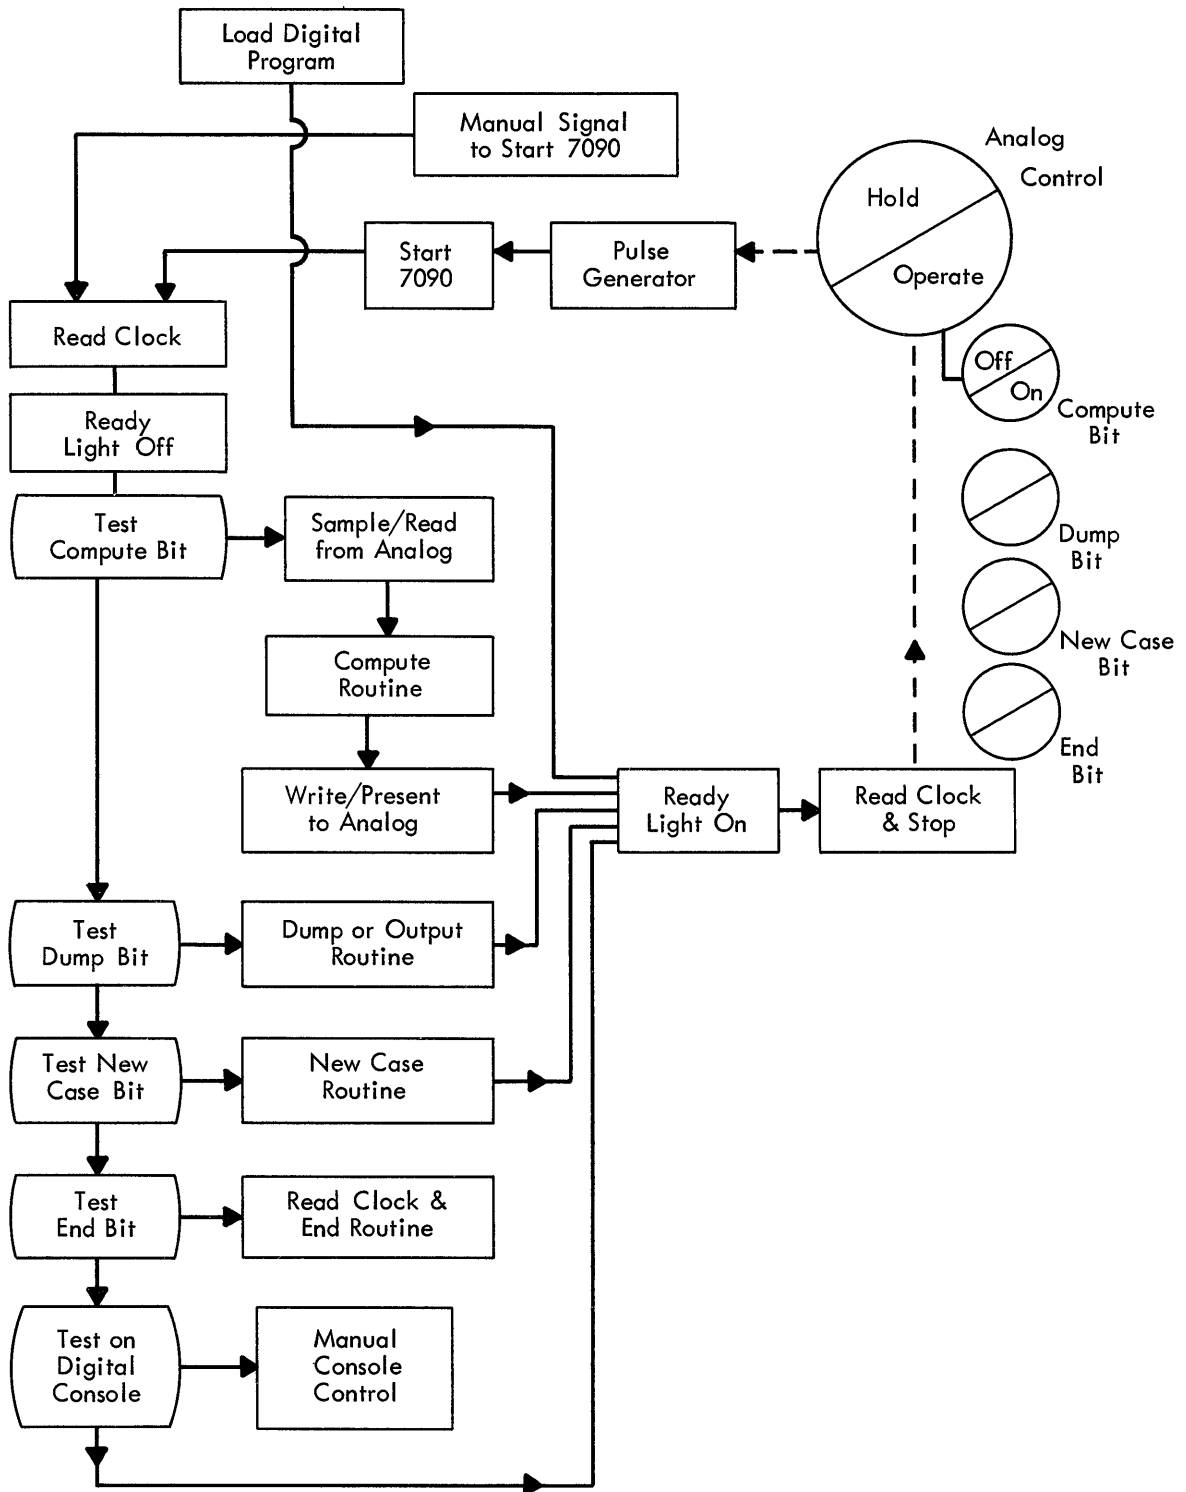 Load Digital
Program
Manual Signal
to Start 7090
Analog
Control
Hold
Operate
Start
7090
Pulse
Generator
Read Clock
Off
On
Compute
Bit
Ready
Light Off
Test
Compute Bit
Sample/Read
from Analog
Dump
Bit
New Case
Bit
Compute
Routine
End
Bit
Write/Present
to Analog
Ready
Light On
Read Clock
& Stop
Test
Dump Bit
Dump or Output
Routine
Test New
Case Bit
New Case
Routine
Test
End Bit
Read Clock &
End Routine
Test on
Digital
Console
Manual
Console
Control